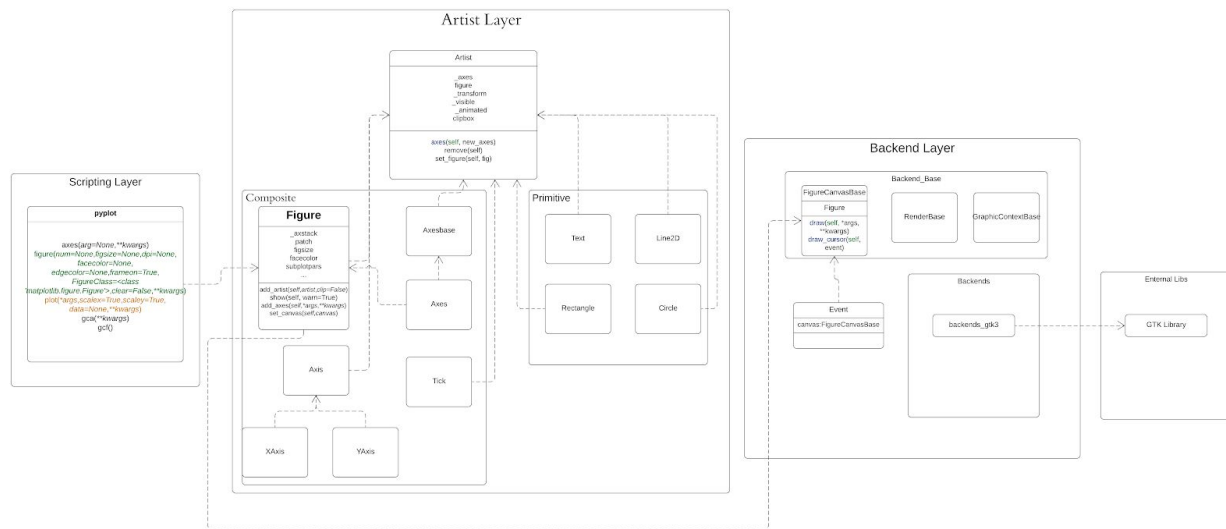 Artist Layer
Artist
_axes
figure
_transform
_visible
_animated
clipbox
axes(self, new_axes)
remove(self)
set_figure(self, fig)
Scripting Layer
pyplot
axes(arg=None,**kwargs)
figure(num=None,figsize=None,dpi=None,
facecolor=None,
edgecolor=None,frameon=True,
FigureClass=<class
'matplotlib.figure.Figure'>,clear=False,**kwargs)
plot(*args,scalex=True,scaley=True,
data=None,**kwargs)
gca(**kwargs)
gcf()
Composite
Figure
_axstack
patch
figsize
facecolor
subplotpars
...
add_artist(self,artist,clip=False)
show(self, warn=True)
add_axes(self,*args,**kwargs)
set_canvas(self,canvas)
Axesbase
Axes
Axis
Tick
XAxis
YAxis
Primitive
Text
Line2D
Rectangle
Circle
Backend Layer
Backend_Base
FigureCanvasBase
Figure
draw(self, *args,
**kwargs)
draw_cursor(self,
event)
RenderBase
GraphicContextBase
Event
canvas:FigureCanvasBase
Backends
backends_gtk3
Enternal Libs
GTK Library